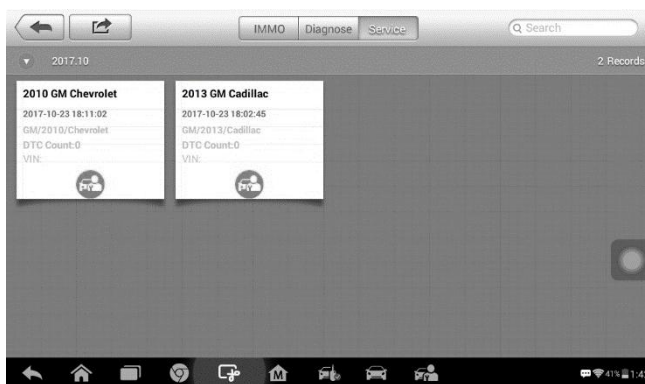 IMMO Diagnose Service Search
2017.10 2 Records
2010 GM Chevrolet
2017-10-23 18:11:02
GM/2010/Chevrolet
DTC Count:0
VIN:
2013 GM Cadillac
2017-10-23 18:02:45
GM/2013/Cadillac
DTC Count:0
VIN:
M
41%